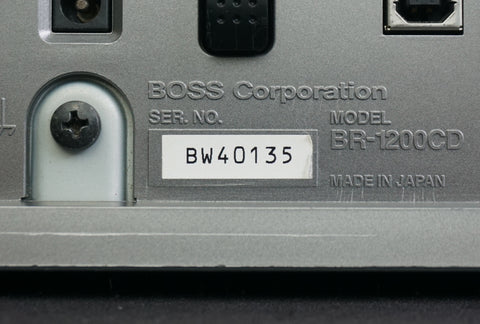 BOSS Corporation
SER. NO.
MODEL
BW40135
BR-1200CD
MADE IN JAPAN